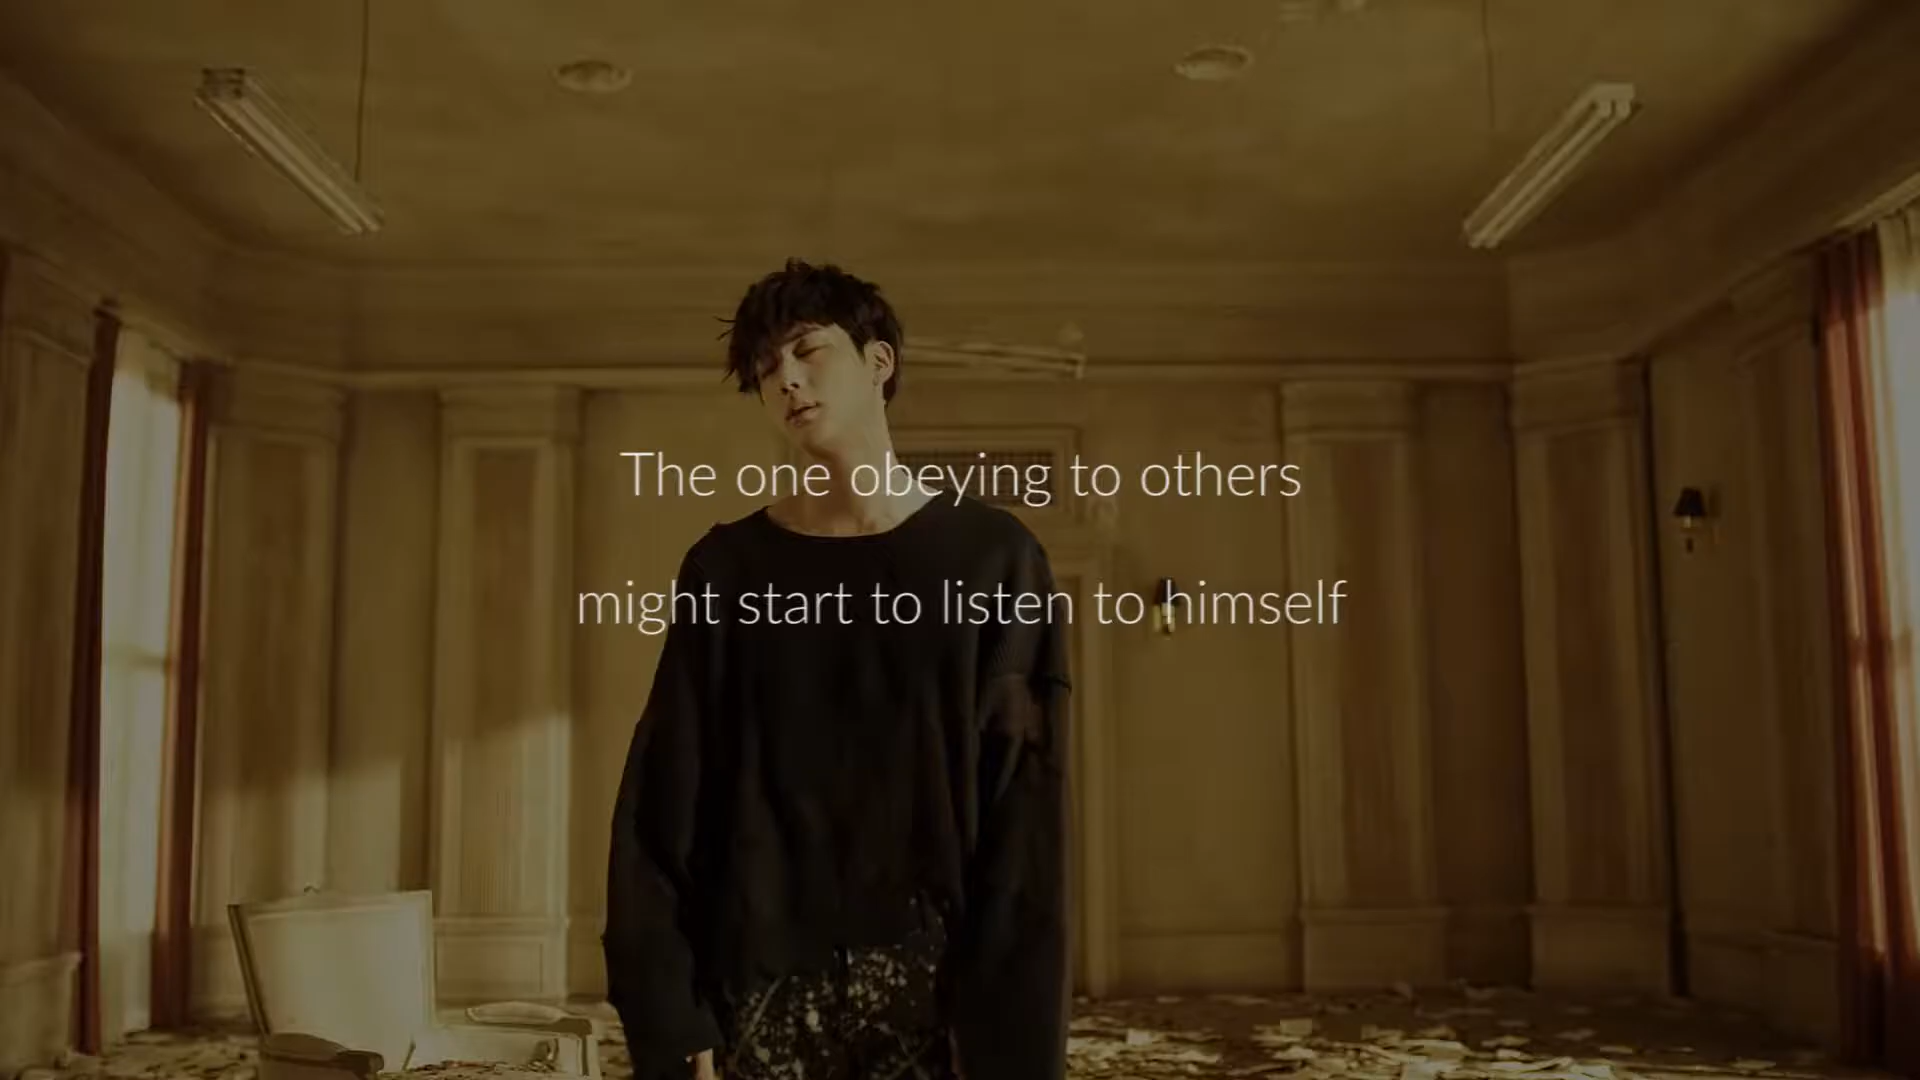 The one obeying to others
might start to listen to himself